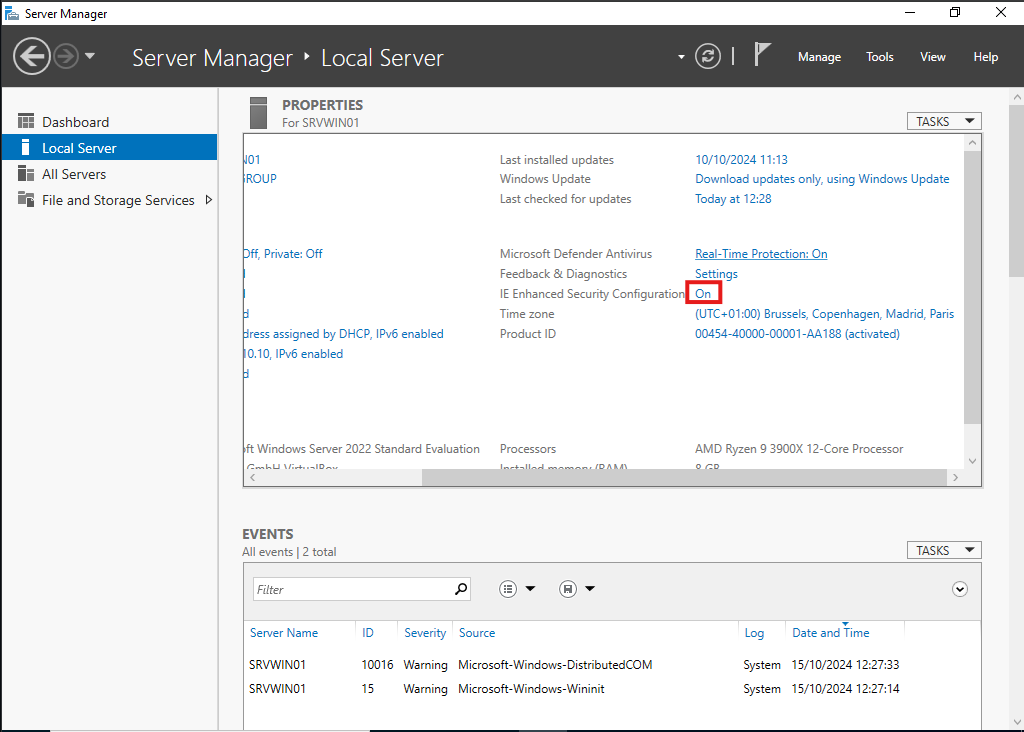 Server Manager
Server Manager ‣ Local Server
Manage Tools View Help
Dashboard
Local Server
All Servers
File and Storage Services
PROPERTIES
For SRVWIN01
TASKS
N01 Last installed updates 10/10/2024 11:13
GROUP Windows Update Download updates only, using Windows Update
Last checked for updates Today at 12:28
Off, Private: Off Microsoft Defender Antivirus Real-Time Protection: On
d Feedback & Diagnostics Settings
d IE Enhanced Security Configuration On
d Time zone (UTC+01:00) Brussels, Copenhagen, Madrid, Paris
dress assigned by DHCP, IPv6 enabled Product ID 00454-40000-00001-AA188 (activated)
10.10, IPv6 enabled
d
oft Windows Server 2022 Standard Evaluation Processors AMD Ryzen 9 3900X 12-Core Processor
GmbH VirtualBox Installed memory (RAM) 8 GB
EVENTS
All events | 2 total
TASKS
Filter
Server Name ID Severity Source Log Date and Time
SRVWIN01 10016 Warning Microsoft-Windows-DistributedCOM System 15/10/2024 12:27:33
SRVWIN01 15 Warning Microsoft-Windows-Wininit System 15/10/2024 12:27:14